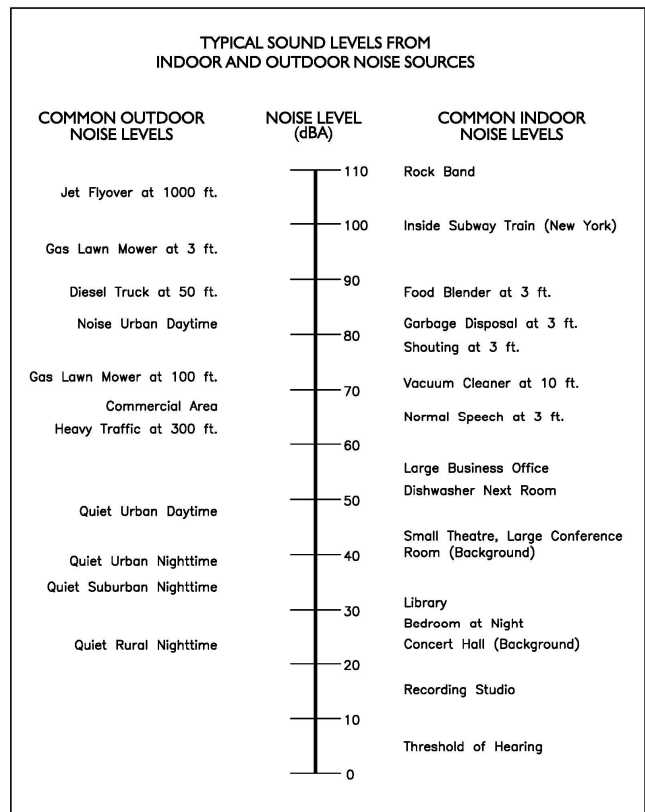 TYPICAL SOUND LEVELS FROM
INDOOR AND OUTDOOR NOISE SOURCES
COMMON OUTDOOR
NOISE LEVELS
NOISE LEVEL
(dBA)
COMMON INDOOR
NOISE LEVELS
110 Rock Band
Jet Flyover at 1000 ft.
100 Inside Subway Train (New York)
Gas Lawn Mower at 3 ft.
90
Diesel Truck at 50 ft. Food Blender at 3 ft.
Noise Urban Daytime Garbage Disposal at 3 ft.
80
Shouting at 3 ft.
Gas Lawn Mower at 100 ft. Vacuum Cleaner at 10 ft.
70
Commercial Area
Normal Speech at 3 ft.
Heavy Traffic at 300 ft.
60
Large Business Office
Dishwasher Next Room
50
Quiet Urban Daytime
Small Theatre, Large Conference
Room (Background)
40
Quiet Urban Nighttime
Quiet Suburban Nighttime
Library
30
Bedroom at Night
Quiet Rural Nighttime Concert Hall (Background)
20
Recording Studio
10
Threshold of Hearing
0